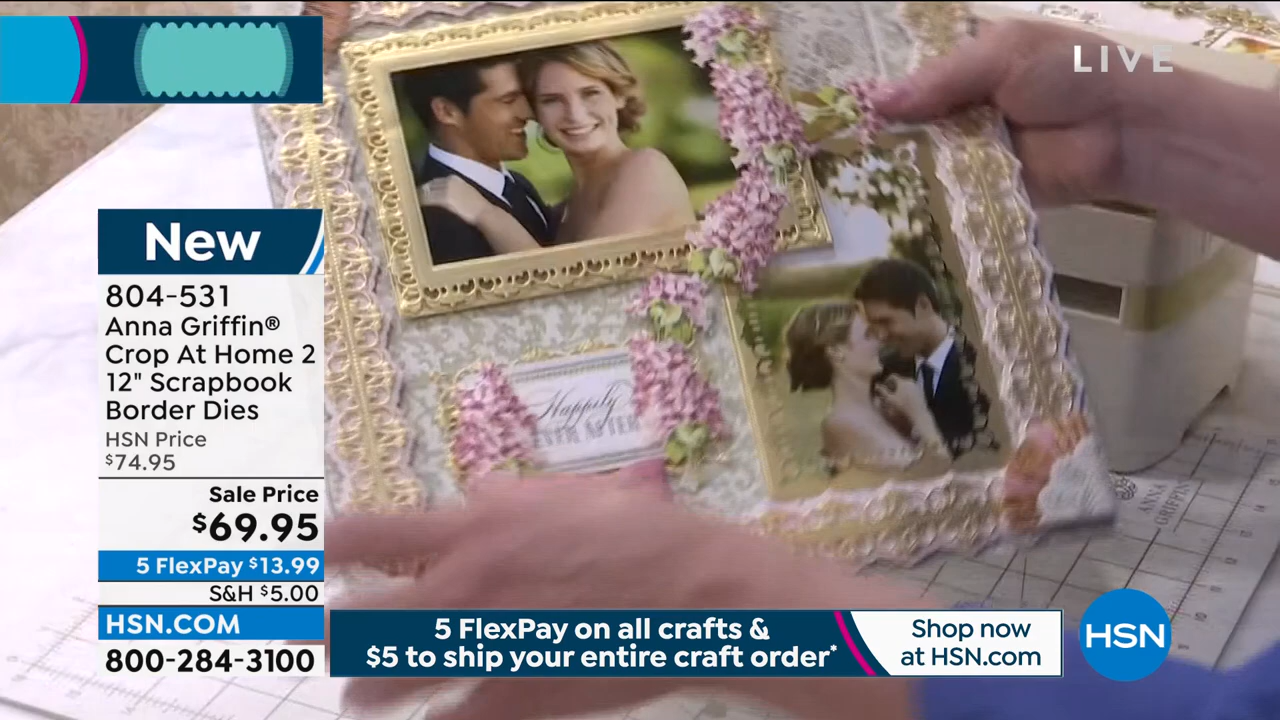 LIVE
New
804-531
Anna Griffin®
Crop At Home 2
12" Scrapbook
Border Dies
HSN Price
$74.95
Sale Price
$69.95
5 FlexPay $13.99
S&H $5.00
HSN.COM
800-284-3100
Happily
EVER AFTER
ANNA
GRIFFIN
5 FlexPay on all crafts &
$5 to ship your entire craft order*
Shop now
at HSN.com
HSN